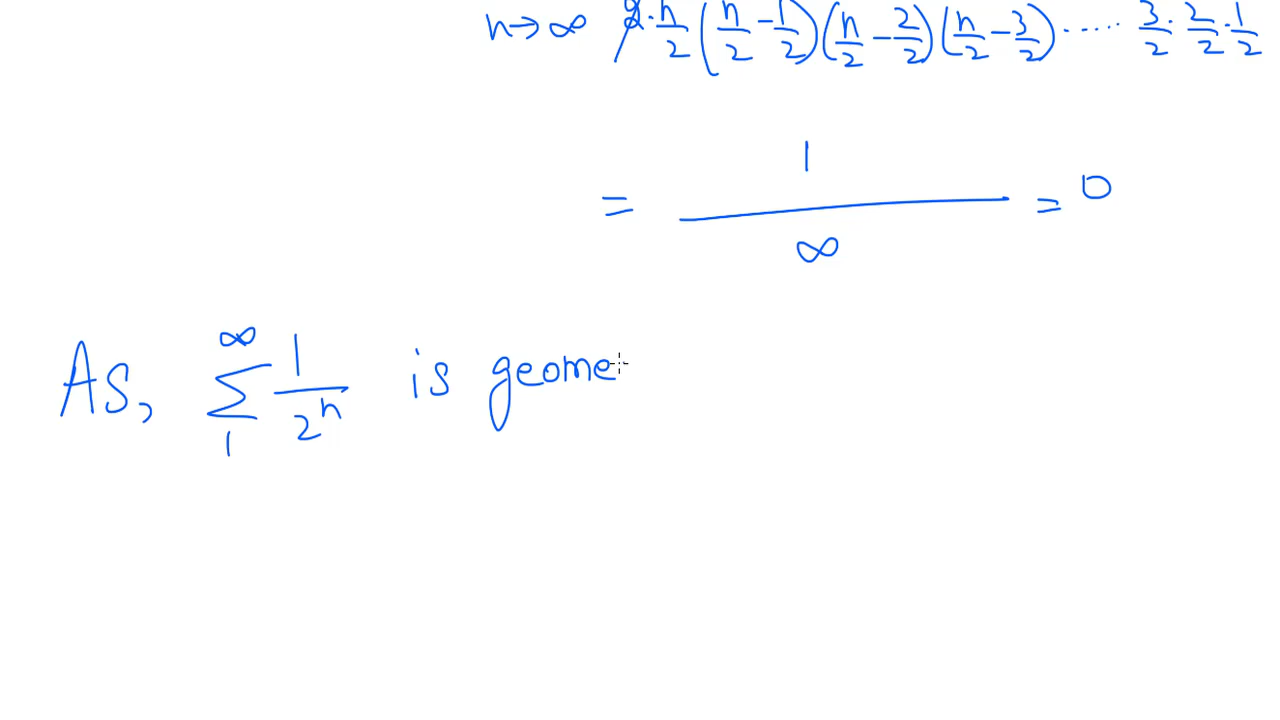 n→∞ 2·n/2(n/2-1/2)(n/2-2/2)(n/2-3/2)····· 3/2·2/2·1/2
= 1/∞ = 0
As, ∞∑1 1/2^n is geome